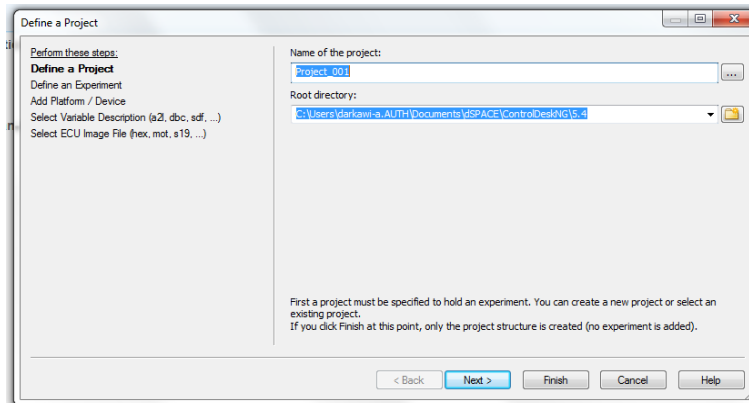 Define a Project
Perform these steps:
Define a Project
Define an Experiment
Add Platform / Device
Select Variable Description (a2l, dbc, sdf, ...)
Select ECU Image File (hex, mot, s19, ...)
Name of the project:
Project_001
...
Root directory:
C:\Users\darkawi-a.AUTH\Documents\dSPACE\ControlDeskNG\5.4
First a project must be specified to hold an experiment. You can create a new project or select an
existing project.
If you click Finish at this point, only the project structure is created (no experiment is added).
< Back
Next >
Finish
Cancel
Help